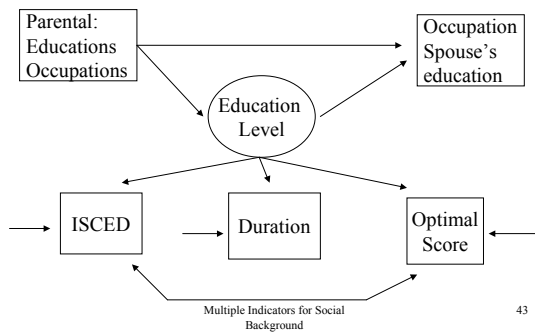 Parental:
Educations
Occupations
Occupation
Spouse's
education
Education
Level
ISCED
Duration
Optimal
Score
Multiple Indicators for Social
Background
43